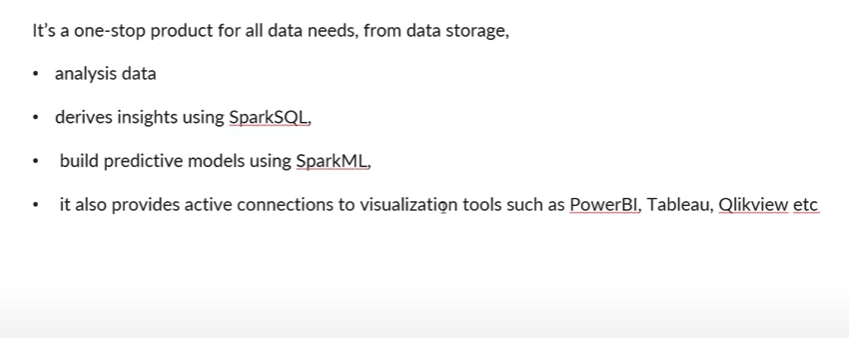 It's a one-stop product for all data needs, from data storage,
• analysis data
• derives insights using SparkSQL,
• build predictive models using SparkML,
• it also provides active connections to visualization tools such as PowerBI, Tableau, Qlikview etc